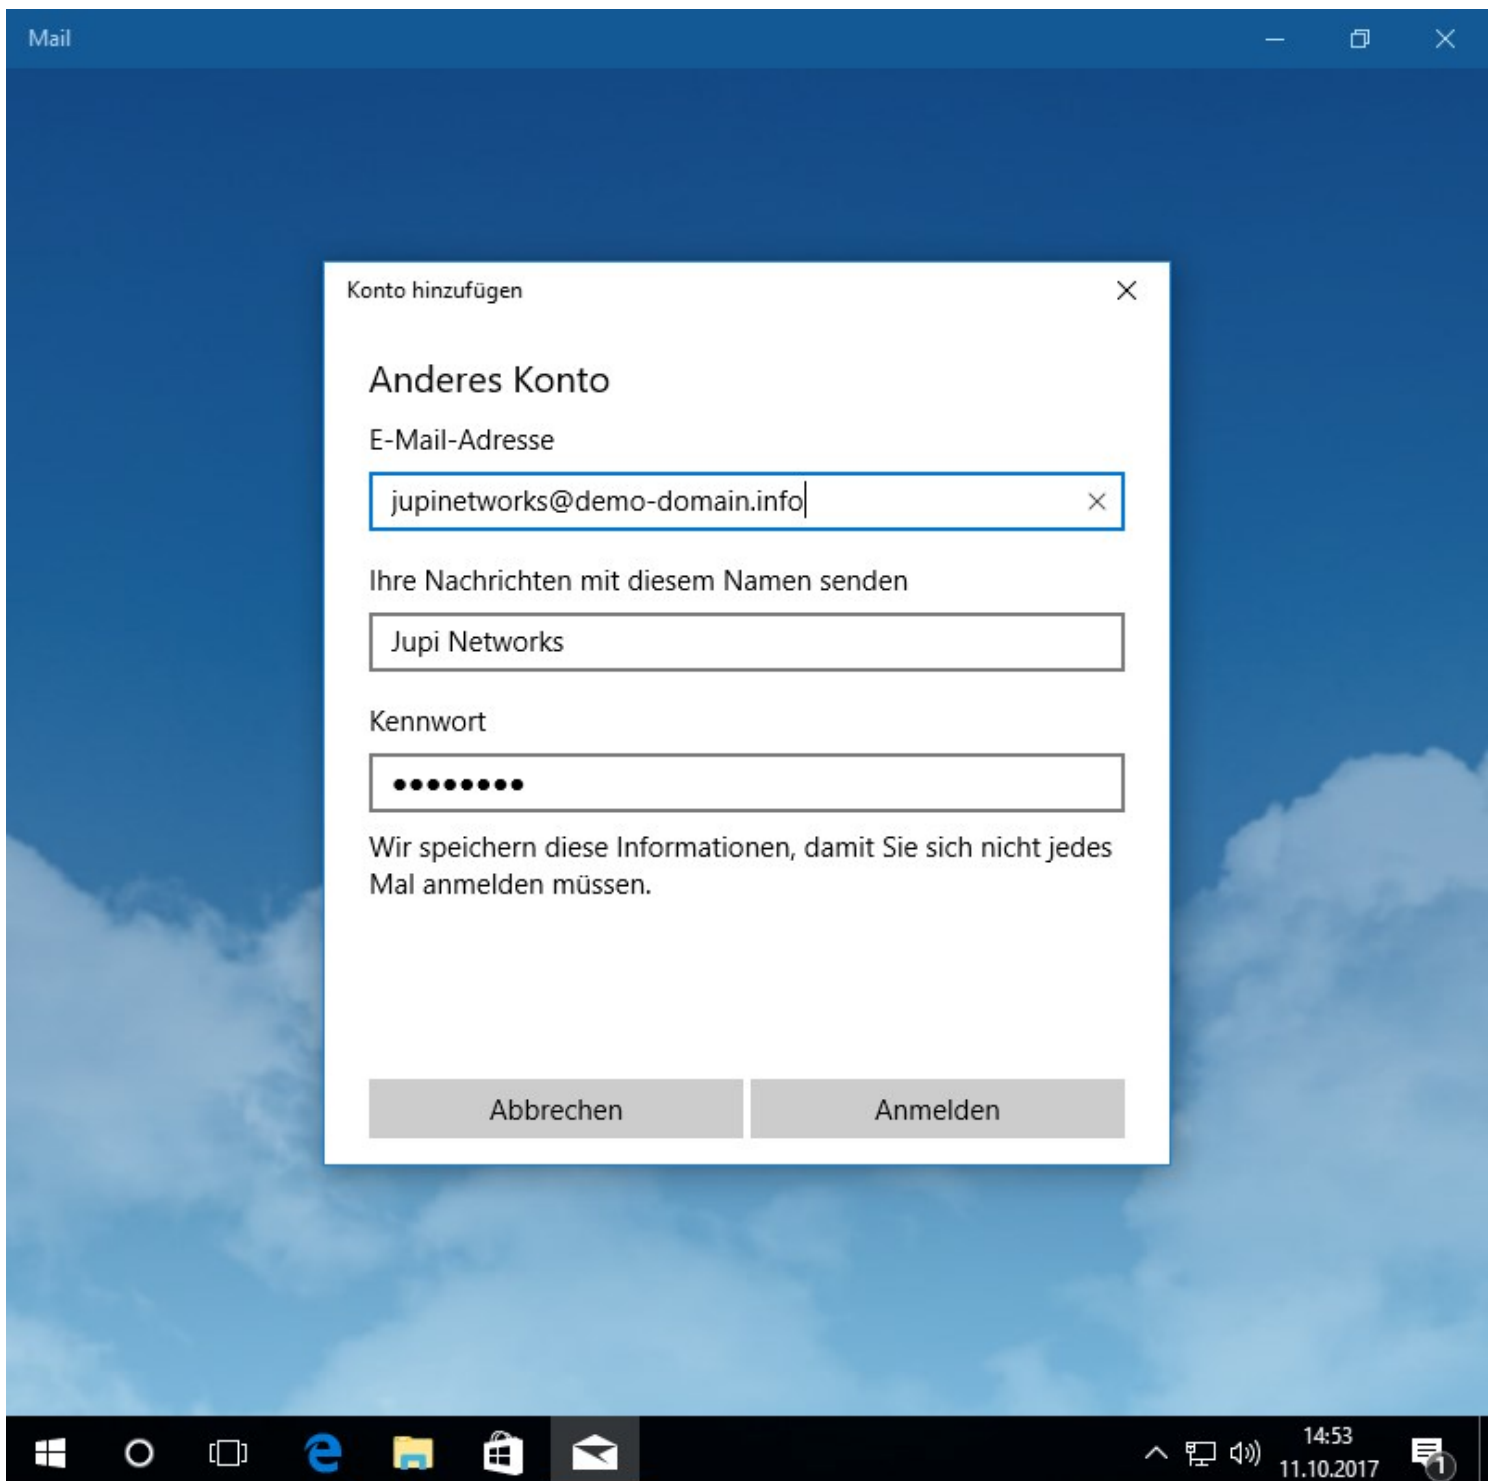 Mail
Konto hinzufügen
Anderes Konto
E-Mail-Adresse
jupinetworks@demo-domain.info
Ihre Nachrichten mit diesem Namen senden
Jupi Networks
Kennwort
●●●●●●●●
Wir speichern diese Informationen, damit Sie sich nicht jedes
Mal anmelden müssen.
Abbrechen Anmelden
14:53
11.10.2017
1